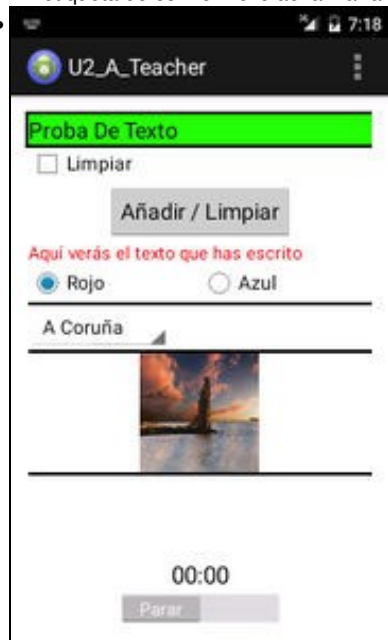 7:18
U2_A_Teacher
Proba De Texto
Limpiar
Añadir / Limpiar
Aquí verás el texto que has escrito
Rojo Azul
A Coruña
00:00
Parar